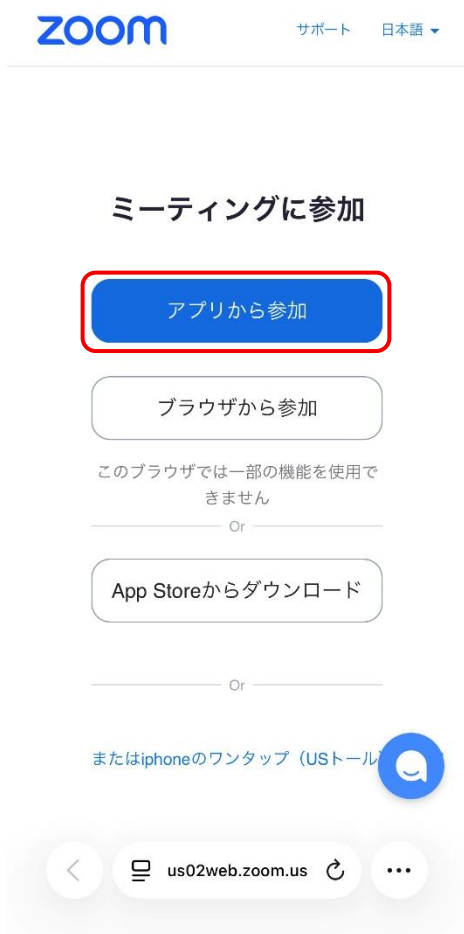 zoom
サポート 日本語
ミーティングに参加
アプリから参加
ブラウザから参加
このブラウザでは一部の機能を使用で
きません
Or
App Storeからダウンロード
Or
またはiphoneのワンタップ（USトール
us02web.zoom.us